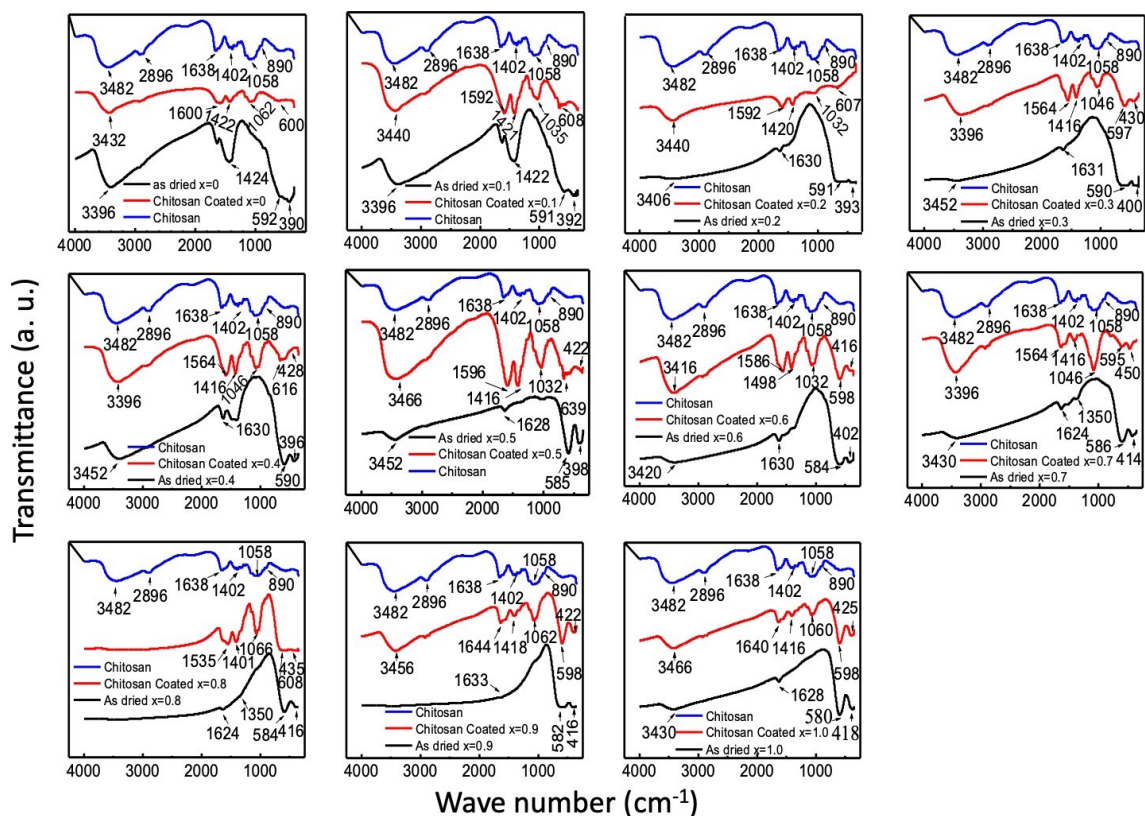 Transmittance (a. u.)
1638 1402 1058 890
3482 2896
1600 1422 1062 600
3432
1424
3396
592 390
as dried x=0
Chitosan Coated x=0
Chitosan
4000 3000 2000 1000
1638 1402 1058 890
3482 2896
1592 1421 1035 608
3440
1422
3396
591 392
As dried x=0.1
Chitosan Coated x=0.1
Chitosan
4000 3000 2000 1000
1638 1402 1058 890
3482 2896
1592 1420 1032 607
3440
1630
3406
591 393
Chitosan
Chitosan Coated x=0.2
As dried x=0.2
4000 3000 2000 1000
1638 1402 1058 890
3482 2896
1564 1416 1046 597 430
3396
1631
3452
590 400
Chitosan
Chitosan Coated x=0.3
As dried x=0.3
4000 3000 2000 1000
1638 1402 1058 890
3482 2896
1564 1416 1046 616 428
3396
1630
3452
590 396
Chitosan
Chitosan Coated x=0.4
As dried x=0.4
4000 3000 2000 1000
1638 1402 1058 890
3482 2896
1596 1416 1032 639 422
3466
1628
3452
585 398
As dried x=0.5
Chitosan Coated x=0.5
Chitosan
4000 3000 2000 1000
1638 1402 1058 890
3482 2896
3416
1586 1498 1032 598 416
1630
3420
584 402
Chitosan
Chitosan Coated x=0.6
As dried x=0.6
4000 3000 2000 1000
1638 1402 1058 890
3482 2896
1564 1416 1046 595 450
3396
1624 1350
3430
586 414
Chitosan
Chitosan Coated x=0.7
As dried x=0.7
4000 3000 2000 1000
1638 1402 1058 890
3482 2896
1535 1401 1066 608 435
1624 1350
584 416
Chitosan
Chitosan Coated x=0.8
As dried x=0.8
4000 3000 2000 1000
1638 1402 1058 890
3482 2896
1644 1418 1062 598 422
3456
1633
582 416
Chitosan
Chitosan Coated x=0.9
As dried x=0.9
4000 3000 2000 1000
1638 1402 1058 890
3482 2896
1640 1416 1060 598 425
3466
1628
3430
580 418
Chitosan
Chitosan Coated x=1.0
As dried x=1.0
4000 3000 2000 1000
Wave number (cm⁻¹)